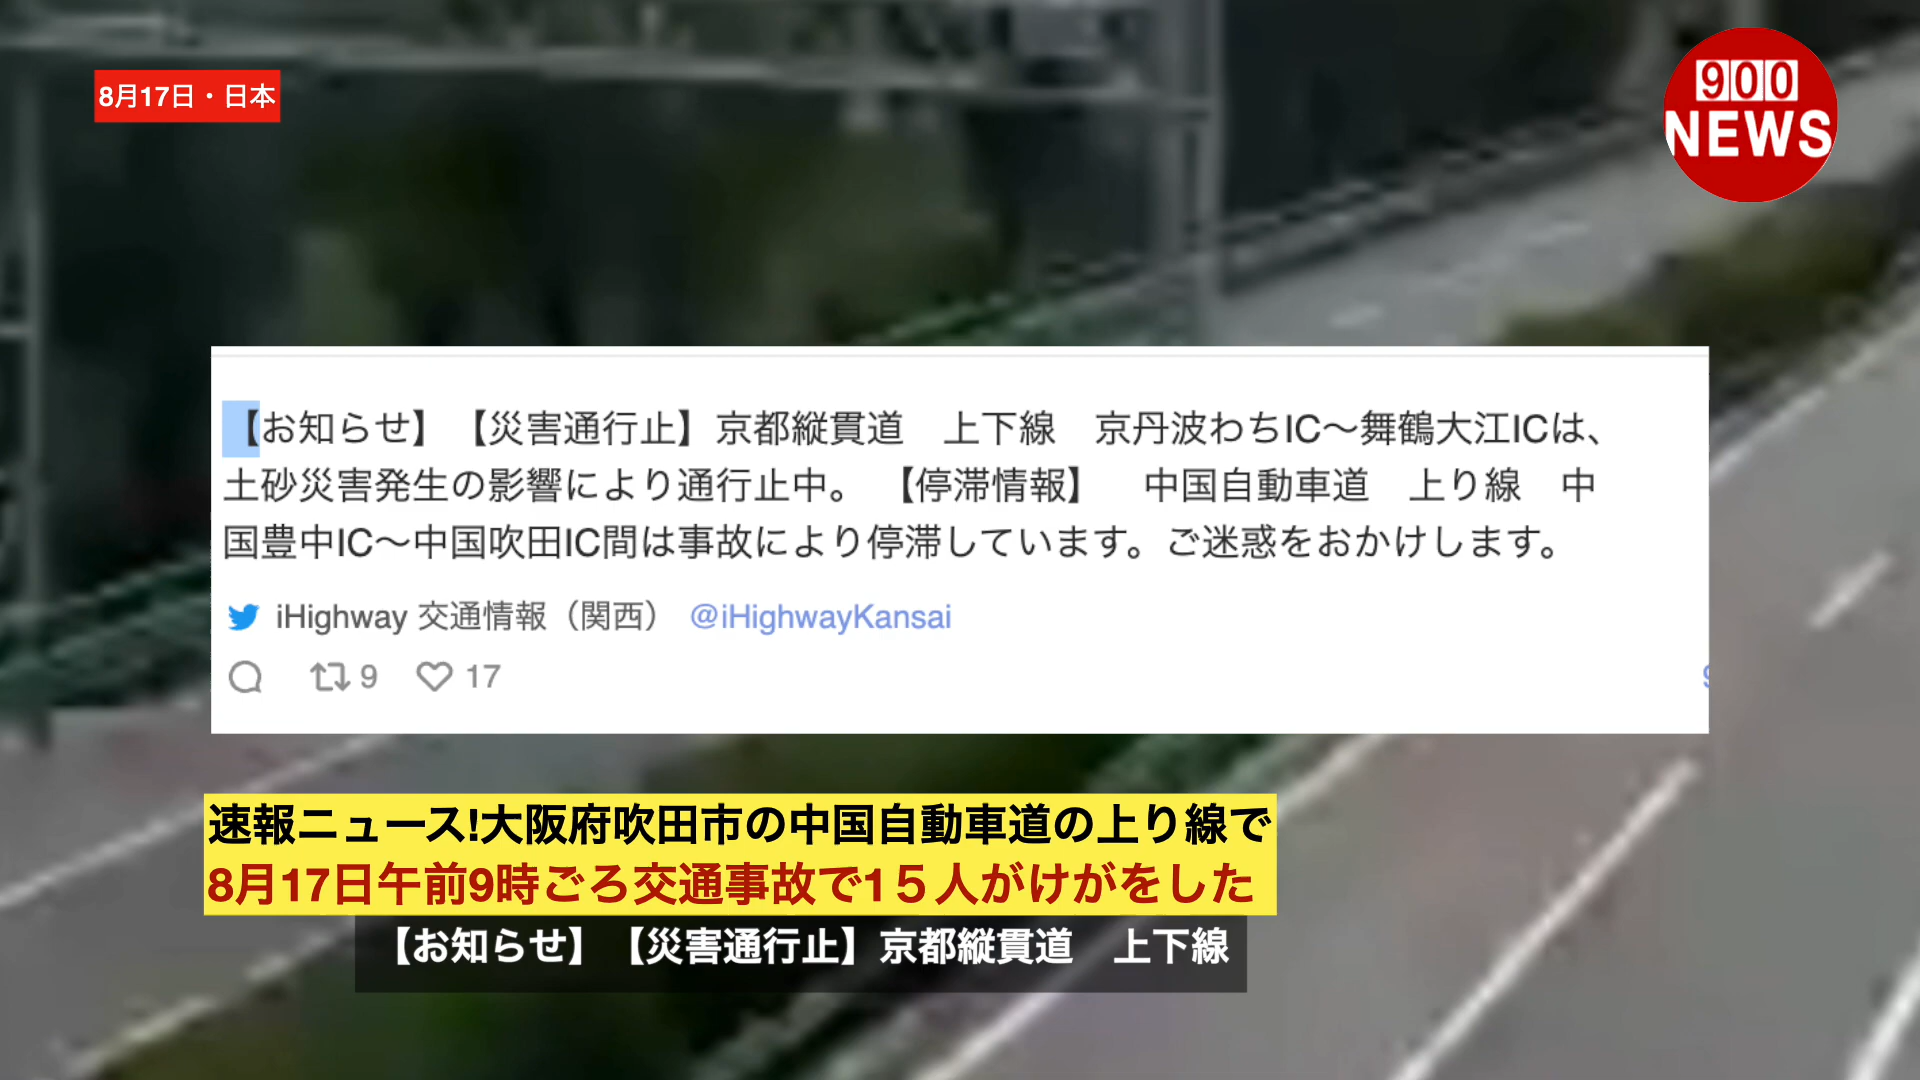 8月17日・日本
900
NEWS
【お知らせ】【災害通行止】京都縦貫道　上下線　京丹波わちIC〜舞鶴大江ICは、
土砂災害発生の影響により通行止中。【停滞情報】　中国自動車道　上り線　中
国豊中IC〜中国吹田IC間は事故により停滞しています。ご迷惑をおかけします。
iHighway 交通情報（関西） @iHighwayKansai
9 17
速報ニュース!大阪府吹田市の中国自動車道の上り線で
8月17日午前9時ごろ交通事故で1５人がけがをした
【お知らせ】【災害通行止】京都縦貫道　上下線